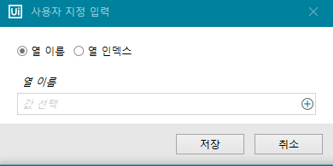 Ui 사용자 지정 입력
열 이름 열 인덱스
열 이름
값 선택
저장 취소